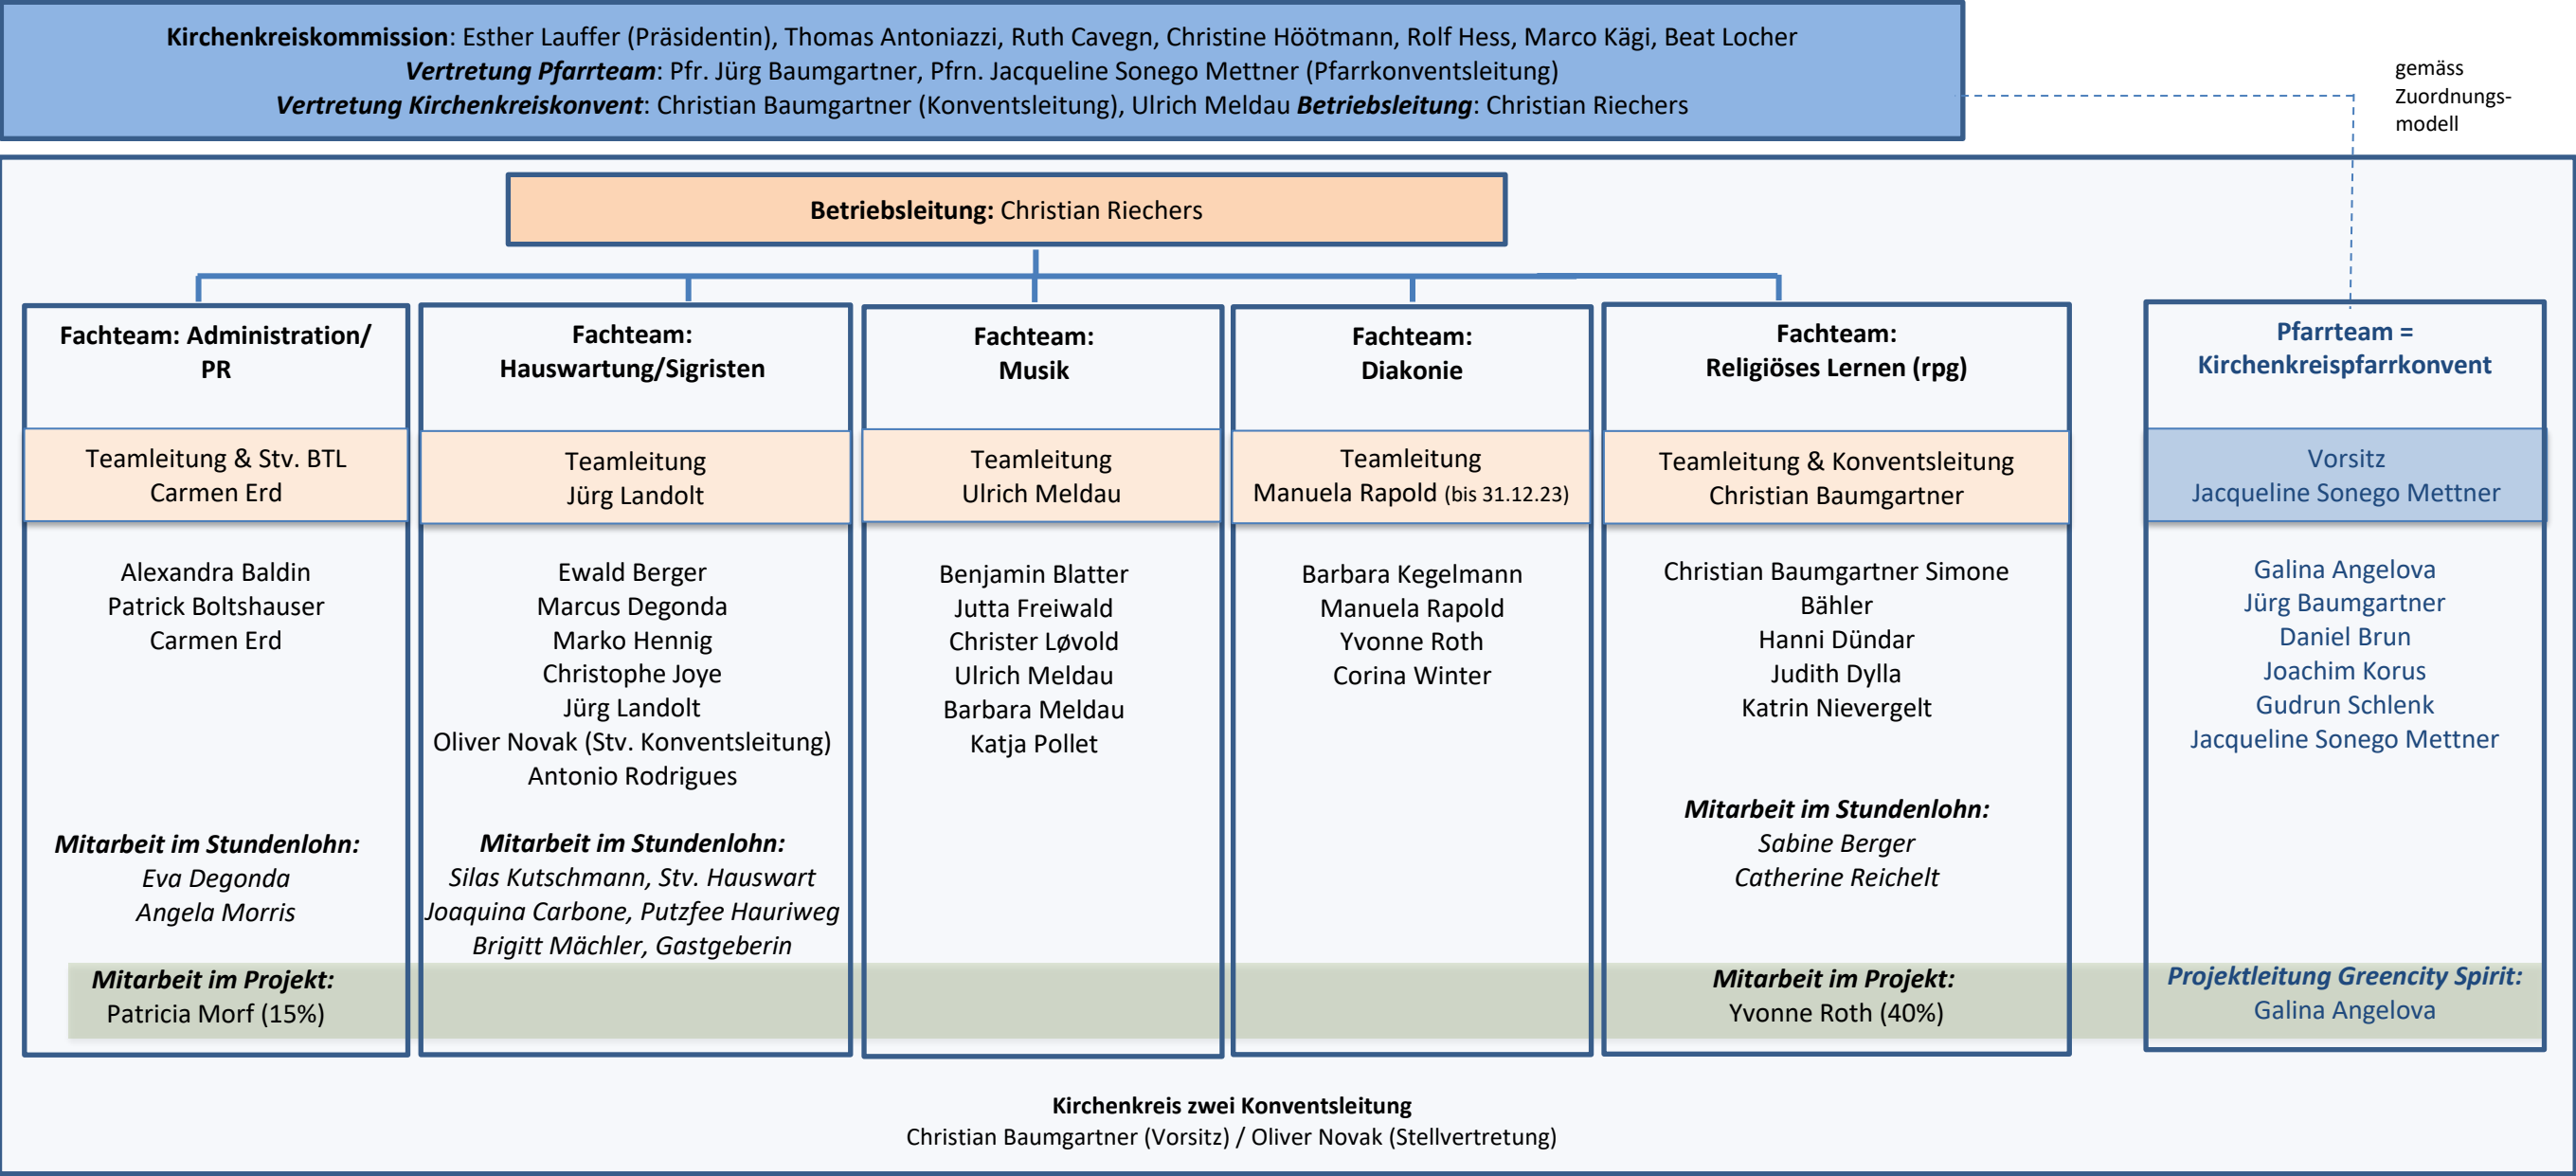 Kirchenkreiskommission: Esther Lauffer (Präsidentin), Thomas Antoniazzi, Ruth Cavegn, Christine Höötmann, Rolf Hess, Marco Kägi, Beat Locher
Vertretung Pfarrteam: Pfr. Jürg Baumgartner, Pfrn. Jacqueline Sonego Mettner (Pfarrkonventsleitung)
Vertretung Kirchenkreiskonvent: Christian Baumgartner (Konventsleitung), Ulrich Meldau Betriebsleitung: Christian Riechers
gemäss
Zuordnungs-
modell
Betriebsleitung: Christian Riechers
Fachteam: Administration/
PR
Teamleitung & Stv. BTL
Carmen Erd
Alexandra Baldin
Patrick Boltshauser
Carmen Erd
Mitarbeit im Stundenlohn:
Eva Degonda
Angela Morris
Mitarbeit im Projekt:
Patricia Morf (15%)
Fachteam:
Hauswartung/Sigristen
Teamleitung
Jürg Landolt
Ewald Berger
Marcus Degonda
Marko Hennig
Christophe Joye
Jürg Landolt
Oliver Novak (Stv. Konventsleitung)
Antonio Rodrigues
Mitarbeit im Stundenlohn:
Silas Kutschmann, Stv. Hauswart
Joaquina Carbone, Putzfee Hauriweg
Brigitt Mächler, Gastgeberin
Fachteam:
Musik
Teamleitung
Ulrich Meldau
Benjamin Blatter
Jutta Freiwald
Christer Løvold
Ulrich Meldau
Barbara Meldau
Katja Pollet
Fachteam:
Diakonie
Teamleitung
Manuela Rapold (bis 31.12.23)
Barbara Kegelmann
Manuela Rapold
Yvonne Roth
Corina Winter
Fachteam:
Religiöses Lernen (rpg)
Teamleitung & Konventsleitung
Christian Baumgartner
Christian Baumgartner Simone
Bähler
Hanni Dündar
Judith Dylla
Katrin Nievergelt
Mitarbeit im Stundenlohn:
Sabine Berger
Catherine Reichelt
Mitarbeit im Projekt:
Yvonne Roth (40%)
Pfarrteam =
Kirchenkreispfarrkonvent
Vorsitz
Jacqueline Sonego Mettner
Galina Angelova
Jürg Baumgartner
Daniel Brun
Joachim Korus
Gudrun Schlenk
Jacqueline Sonego Mettner
Projektleitung Greencity Spirit:
Galina Angelova
Kirchenkreis zwei Konventsleitung
Christian Baumgartner (Vorsitz) / Oliver Novak (Stellvertretung)